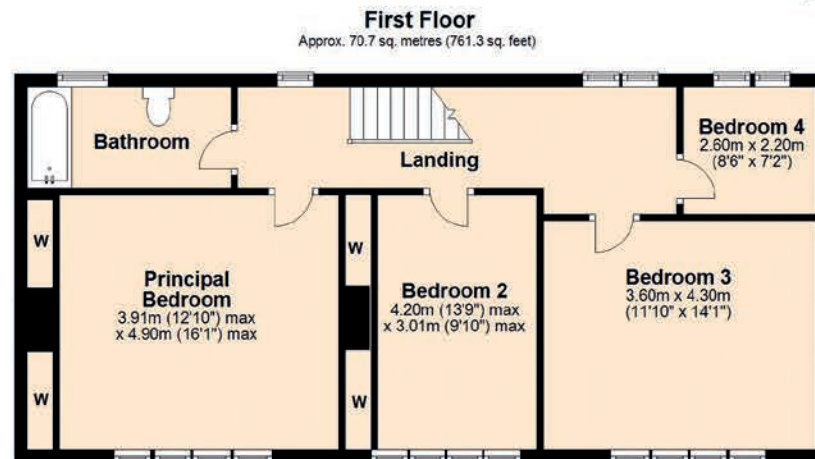 First Floor
Approx. 70.7 sq. metres (761.3 sq. feet)
Bathroom
Landing
Bedroom 4
2.60m x 2.20m
(8'6" x 7'2")
W
W
Principal
Bedroom
3.91m (12'10") max
x 4.90m (16'1") max
Bedroom 2
4.20m (13'9") max
x 3.01m (9'10") max
Bedroom 3
3.60m x 4.30m
(11'10" x 14'1")
W
W